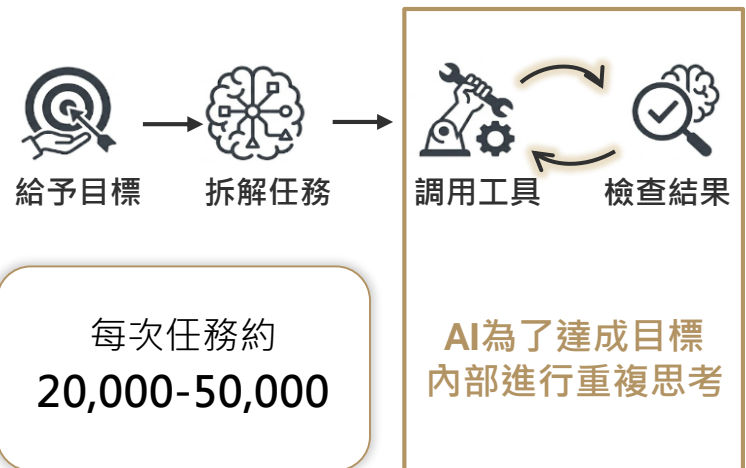 給予目標
拆解任務
調用工具
檢查結果
每次任務約
20,000-50,000
AI為了達成目標
內部進行重複思考